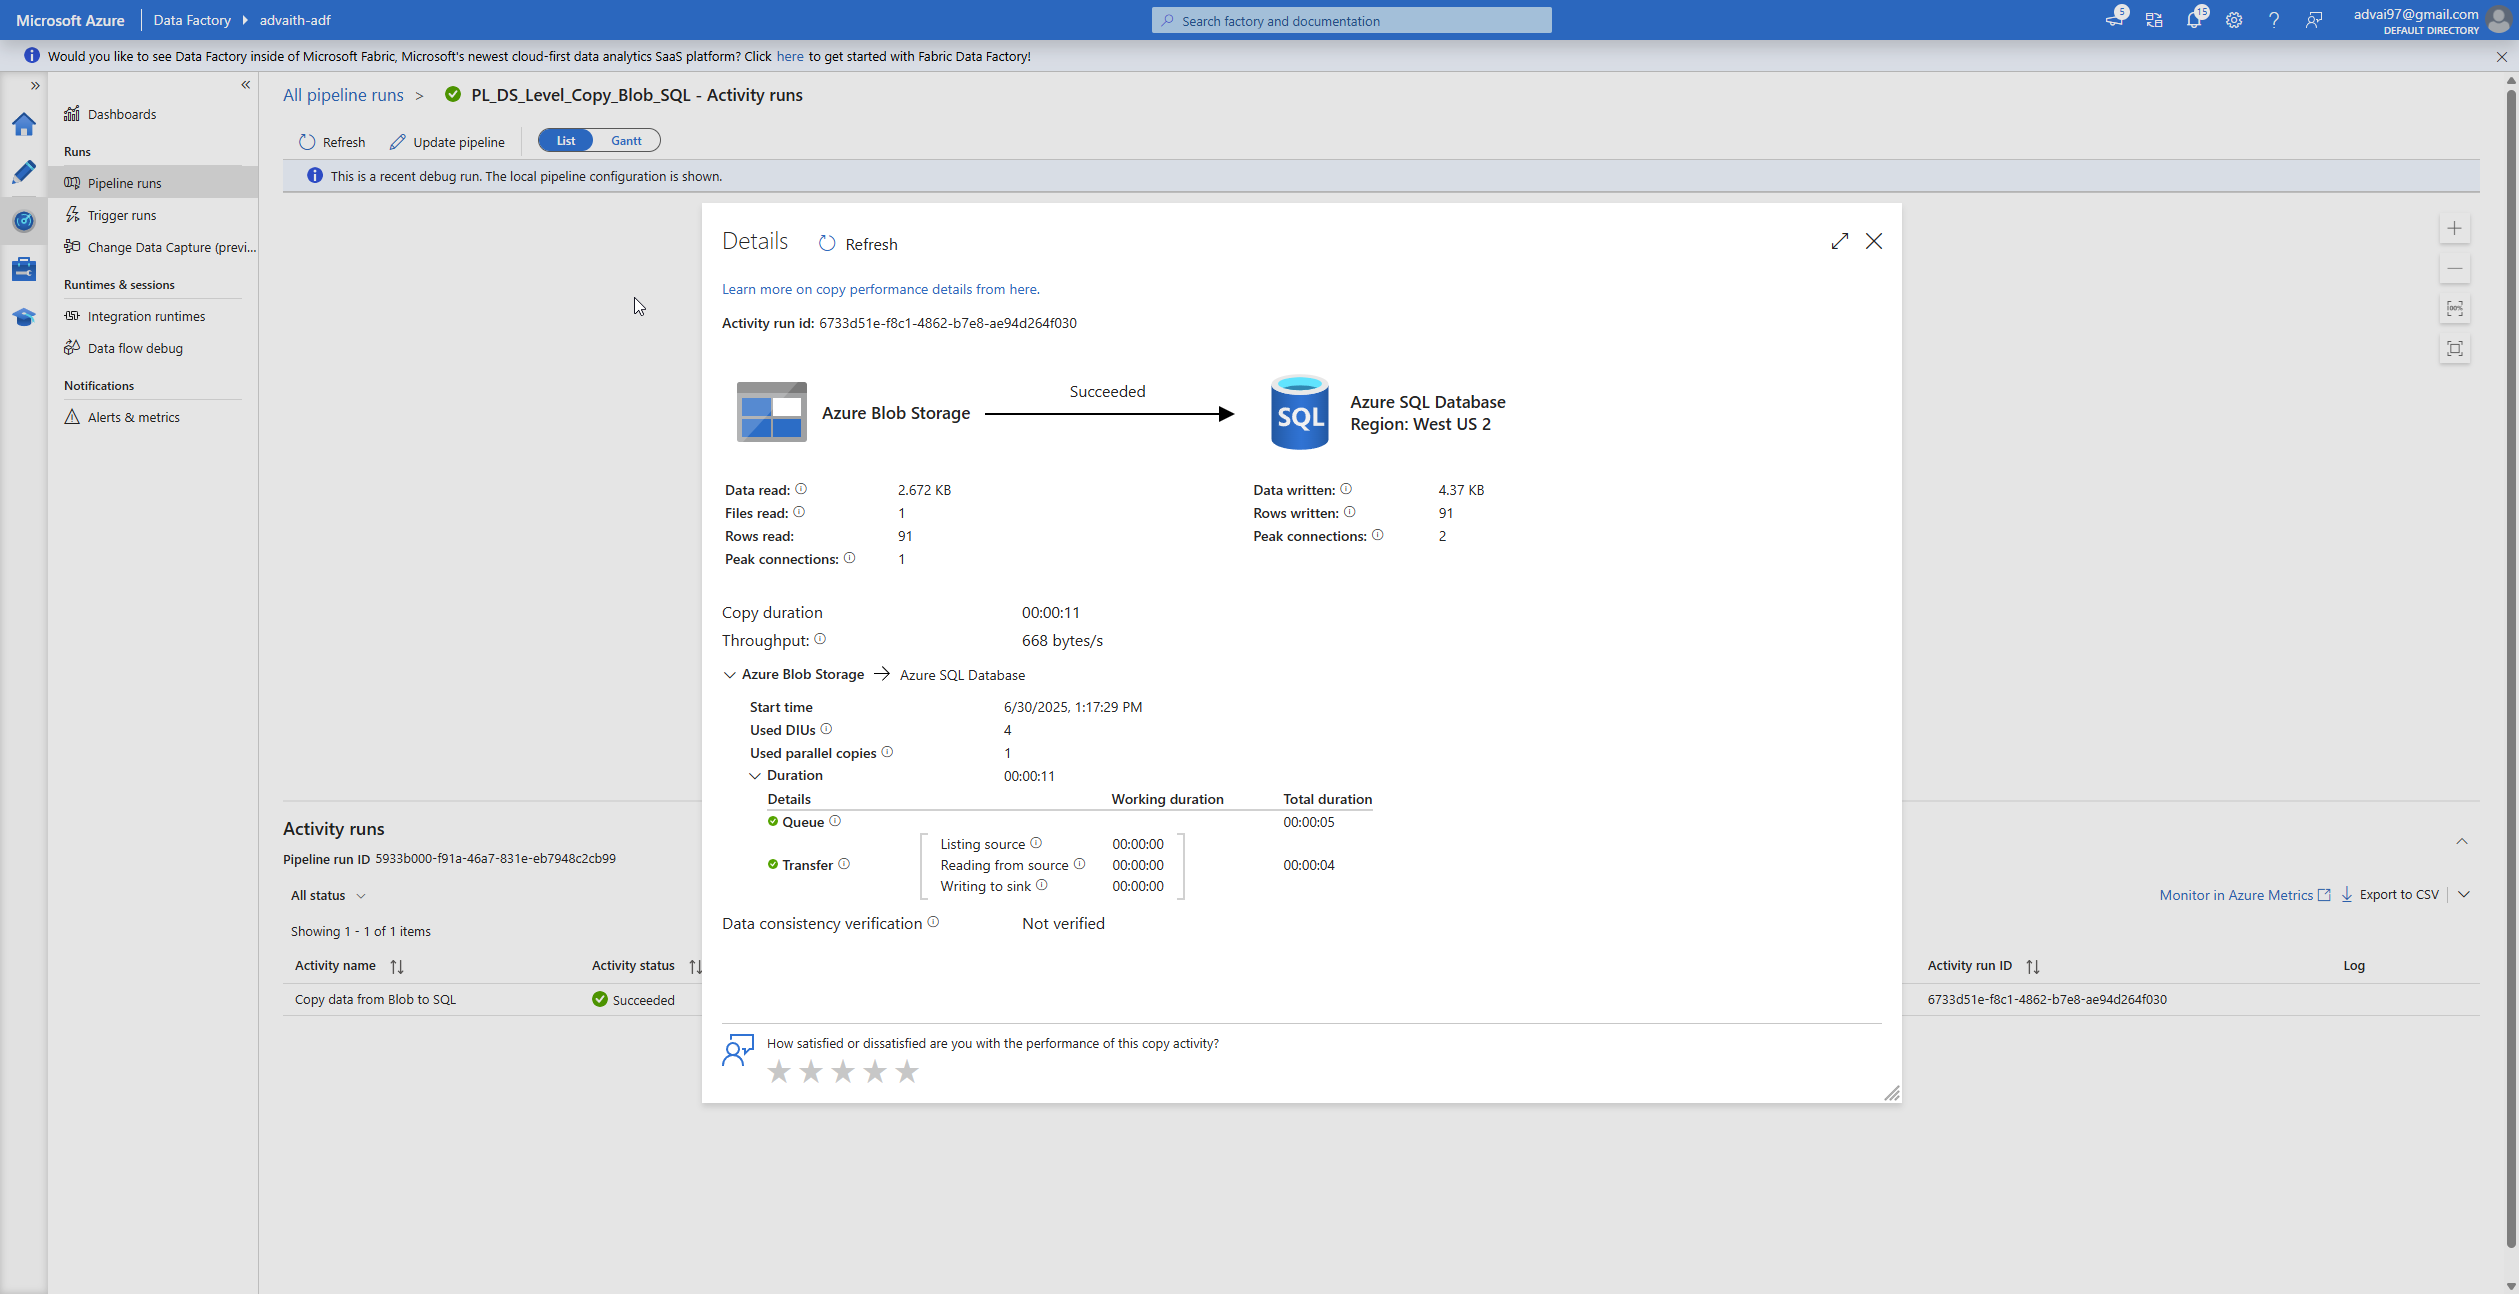 Microsoft Azure Data Factory advaith-adf Search factory and documentation 5 15 advai97@gmail.com
DEFAULT DIRECTORY
Would you like to see Data Factory inside of Microsoft Fabric, Microsoft's newest cloud-first data analytics SaaS platform? Click here to get started with Fabric Data Factory!
Dashboards
Runs
Pipeline runs
Trigger runs
Change Data Capture (previ...
Runtimes & sessions
Integration runtimes
Data flow debug
Notifications
Alerts & metrics
All pipeline runs > PL_DS_Level_Copy_Blob_SQL - Activity runs
Refresh Update pipeline List Gantt
This is a recent debug run. The local pipeline configuration is shown.
100%
Details Refresh
Learn more on copy performance details from here.
Activity run id: 6733d51e-f8c1-4862-b7e8-ae94d264f030
Azure Blob Storage
Succeeded
SQL
Azure SQL Database
Region: West US 2
Data read: 2.672 KB
Files read: 1
Rows read: 91
Peak connections: 1
Data written: 4.37 KB
Rows written: 91
Peak connections: 2
Copy duration 00:00:11
Throughput: 668 bytes/s
Azure Blob Storage Azure SQL Database
Start time 6/30/2025, 1:17:29 PM
Used DIUs 4
Used parallel copies 1
Duration 00:00:11
Details Working duration Total duration
Queue 00:00:05
Listing source 00:00:00
Transfer Reading from source 00:00:00 00:00:04
Writing to sink 00:00:00
Data consistency verification Not verified
How satisfied or dissatisfied are you with the performance of this copy activity?
Activity runs
Pipeline run ID 5933b000-f91a-46a7-831e-eb7948c2cb99
All status
Monitor in Azure Metrics Export to CSV
Showing 1 - 1 of 1 items
Activity name Activity status Activity run ID Log
Copy data from Blob to SQL Succeeded 6733d51e-f8c1-4862-b7e8-ae94d264f030